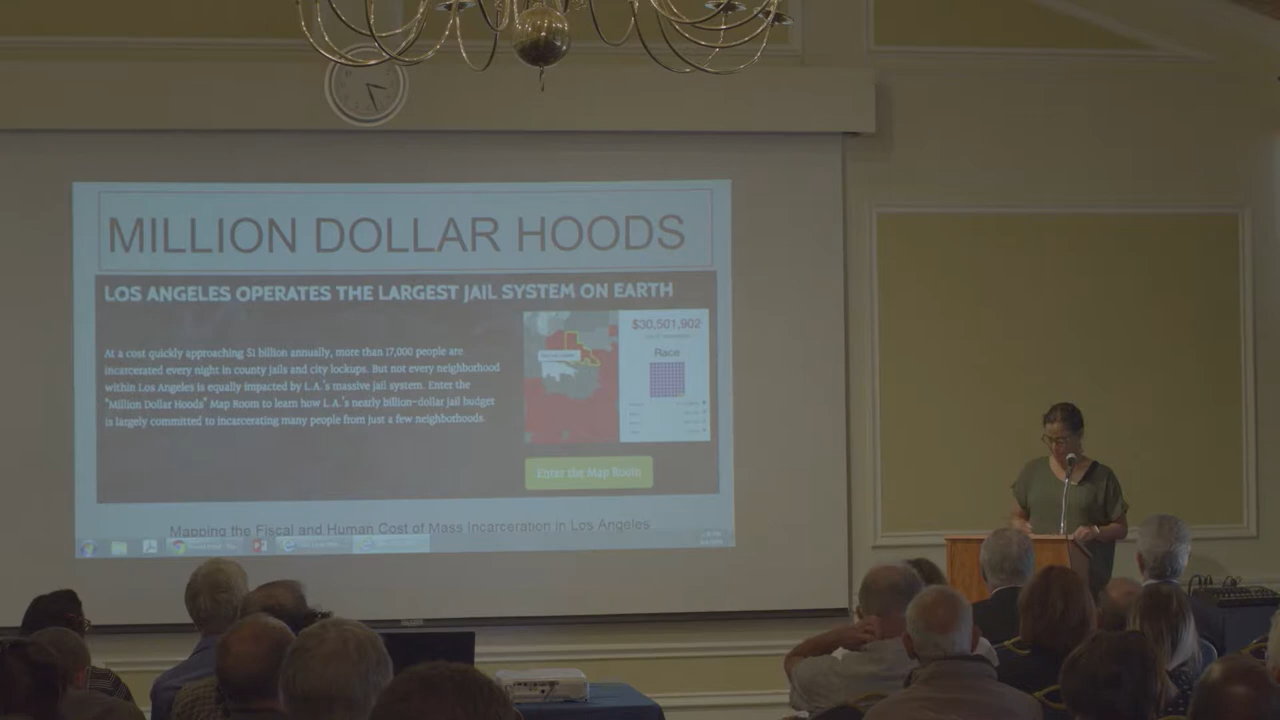 MILLION DOLLAR HOODS
LOS ANGELES OPERATES THE LARGEST JAIL SYSTEM ON EARTH
At a cost quickly approaching $1 billion annually, more than 17,000 people are
incarcerated every night in county jails and city lockups. But not every neighborhood
within Los Angeles is equally impacted by L.A.'s massive jail system. Enter the
"Million Dollar Hoods" Map Room to learn how L.A.'s nearly billion-dollar jail budget
is largely committed to incarcerating many people from just a few neighborhoods.
$30,501,902
Race
Enter the Map Room
Mapping the Fiscal and Human Cost of Mass Incarceration in Los Angeles